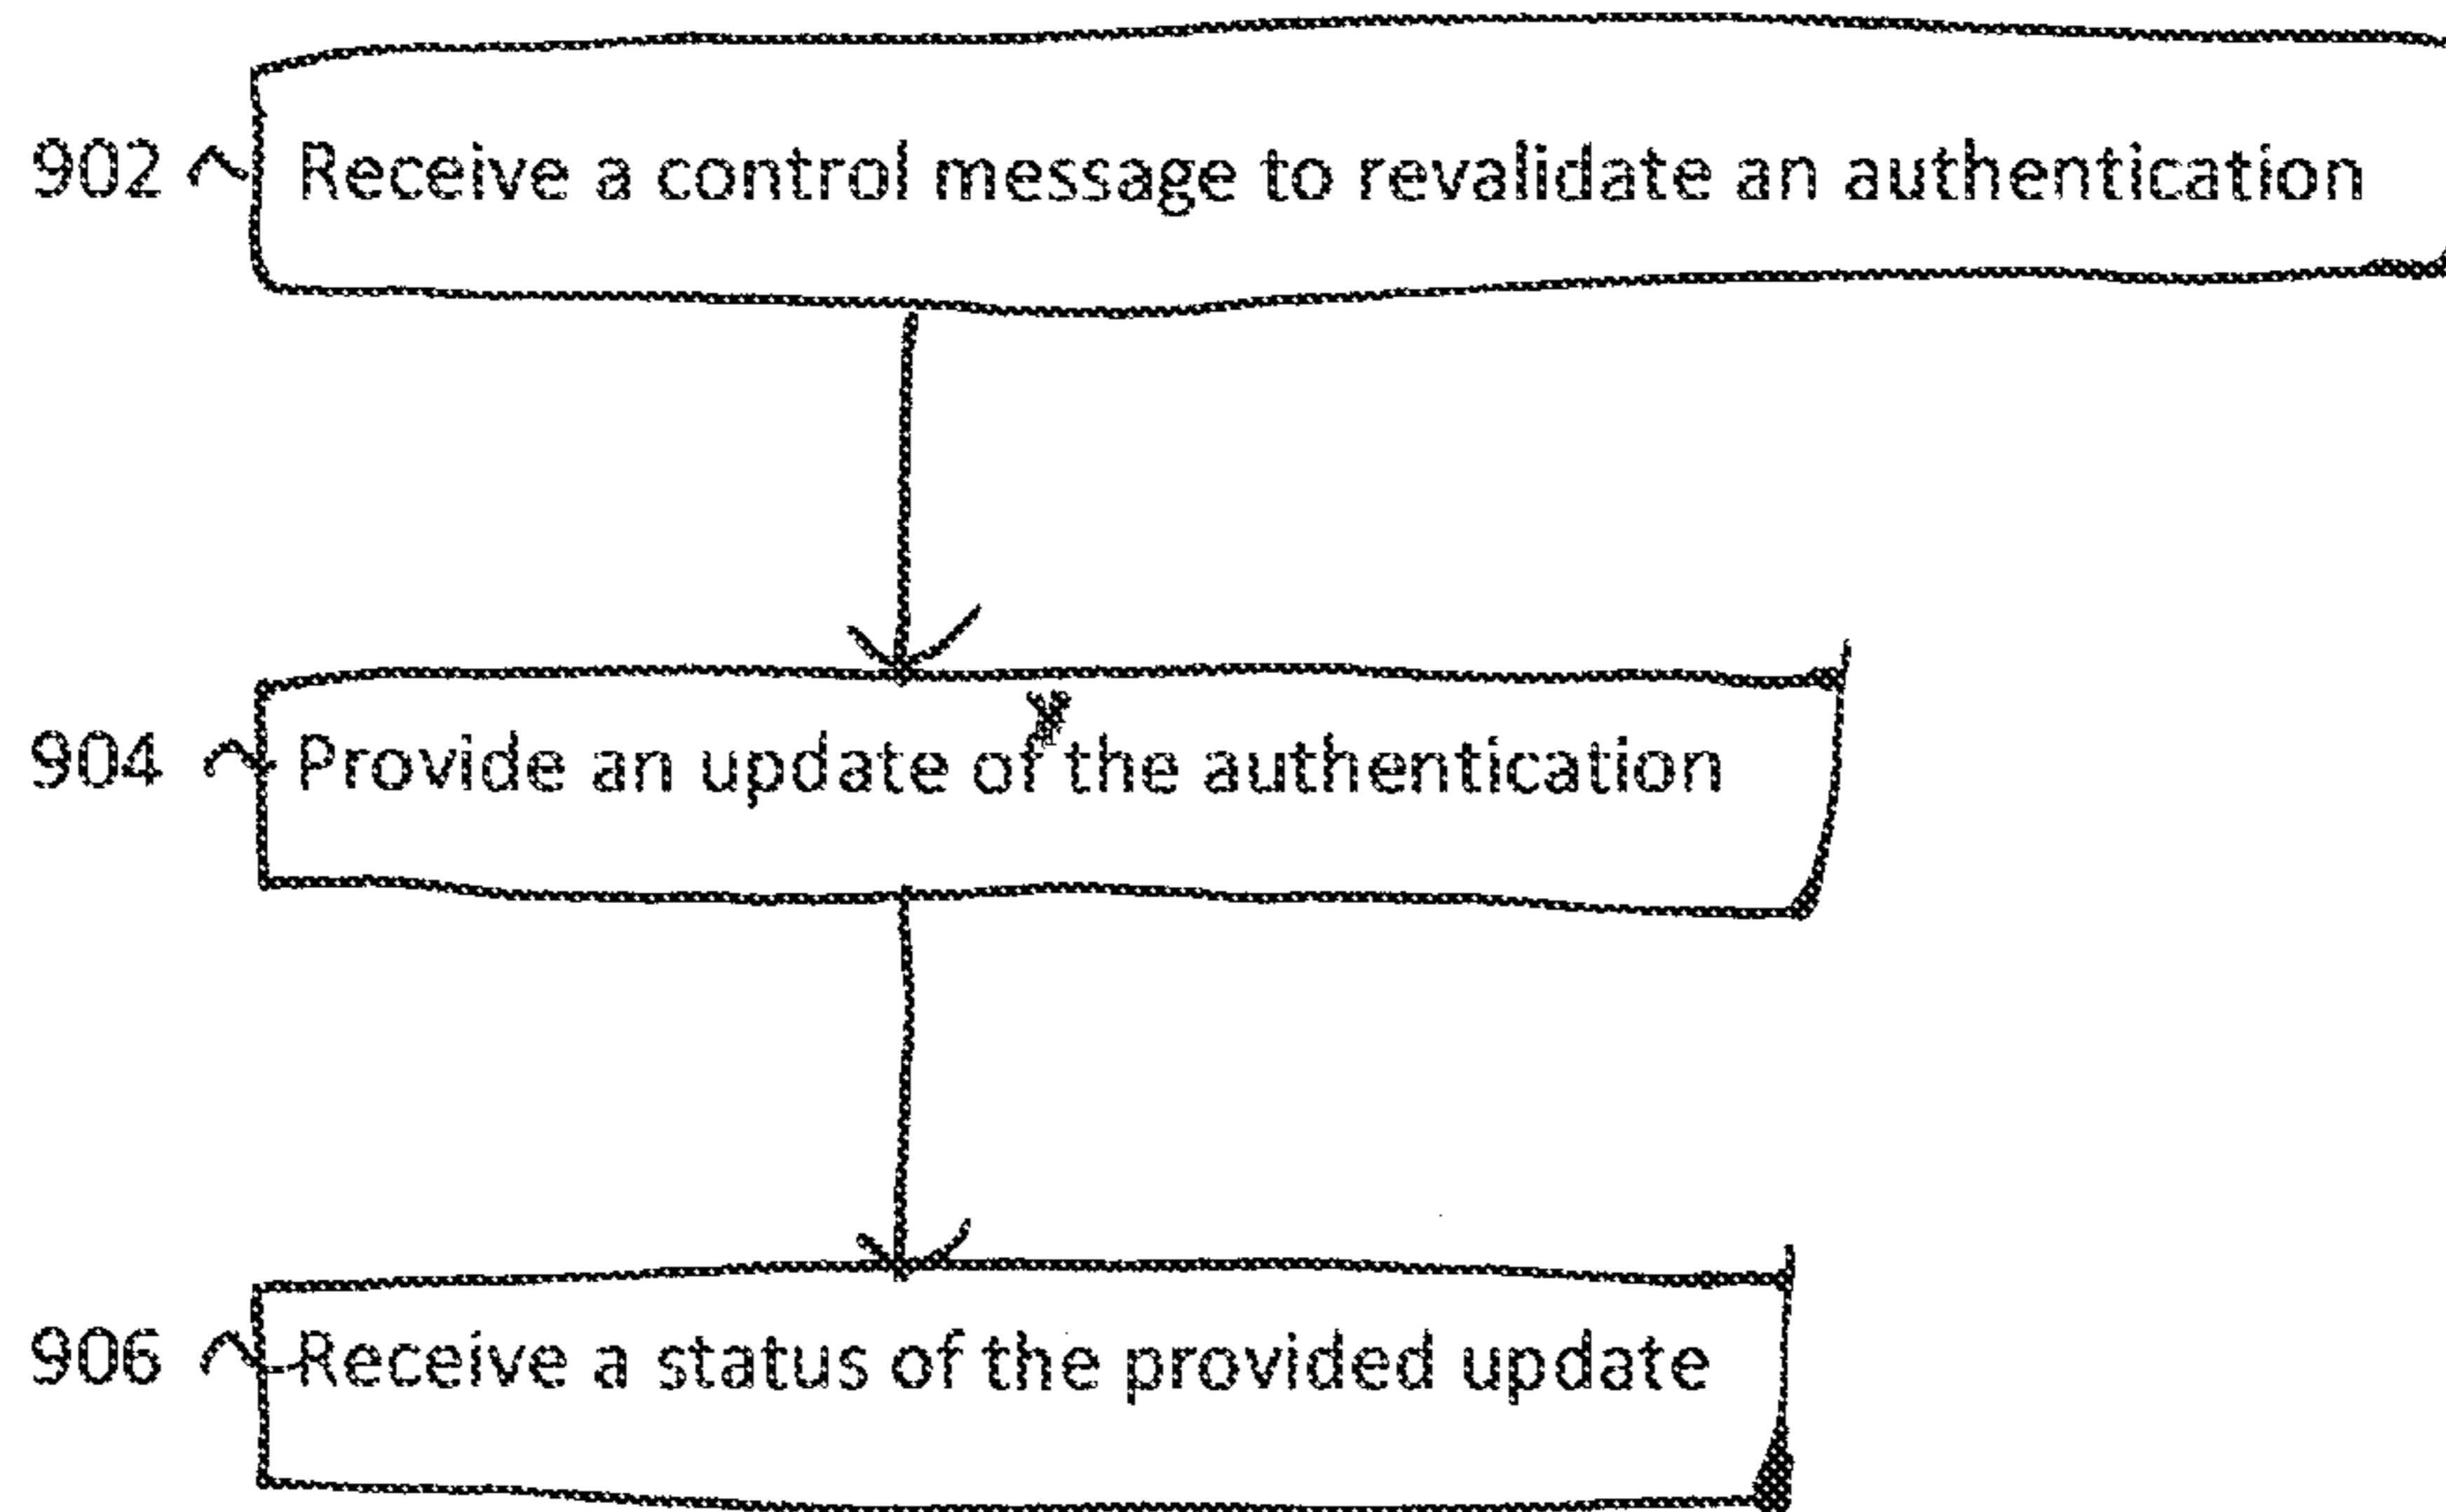 902 Receive a control message to revalidate an authentication
904 Provide an update of the authentication
906 Receive a status of the provided update